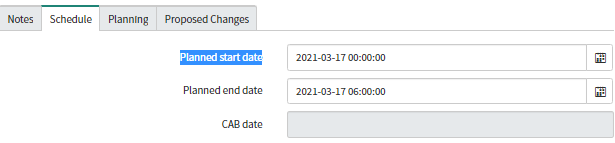 Notes Schedule Planning Proposed Changes
Planned start date 2021-03-17 00:00:00
Planned end date 2021-03-17 06:00:00
CAB date